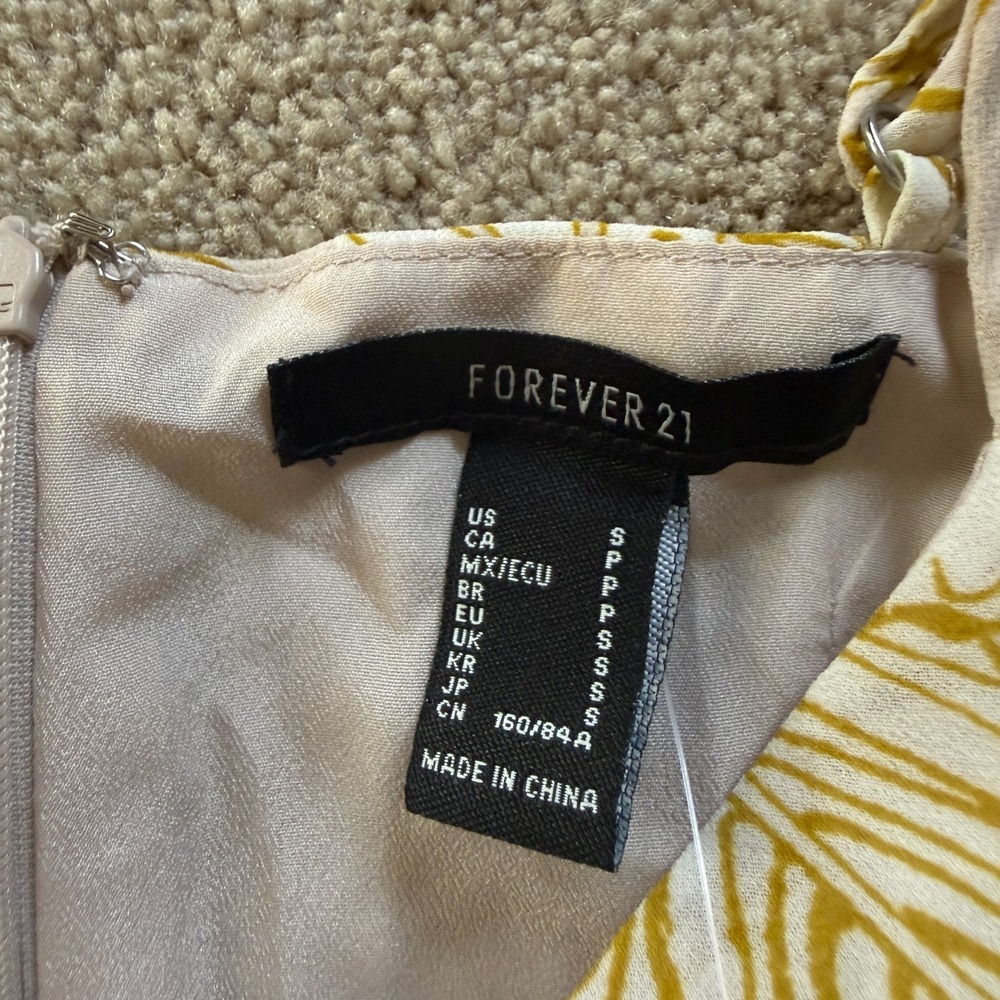 FOREVER 21
US S
CA P
MX/ECU P
BR P
EU S
UK S
KR S
JP S
CN 160/84A
MADE IN CHINA